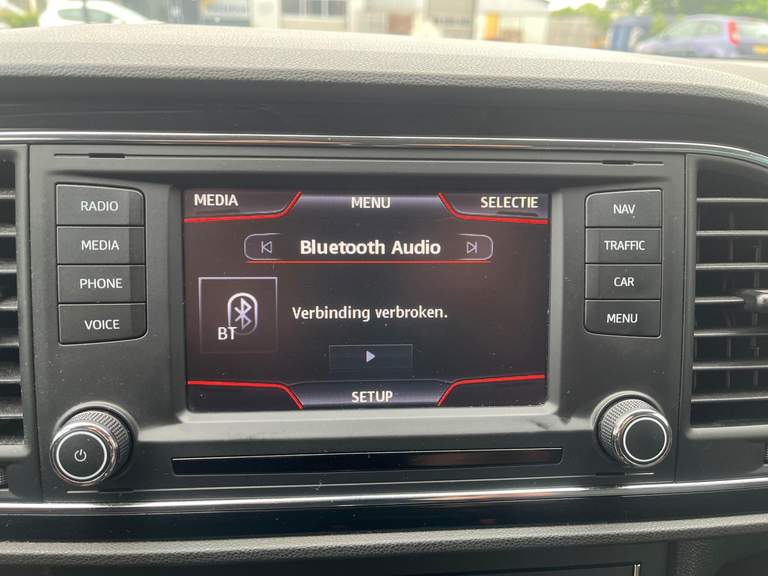 RADIO
MEDIA
PHONE
VOICE
MEDIA
MENU
SELECTIE
Bluetooth Audio
BT
Verbinding verbroken.
SETUP
NAV
TRAFFIC
CAR
MENU